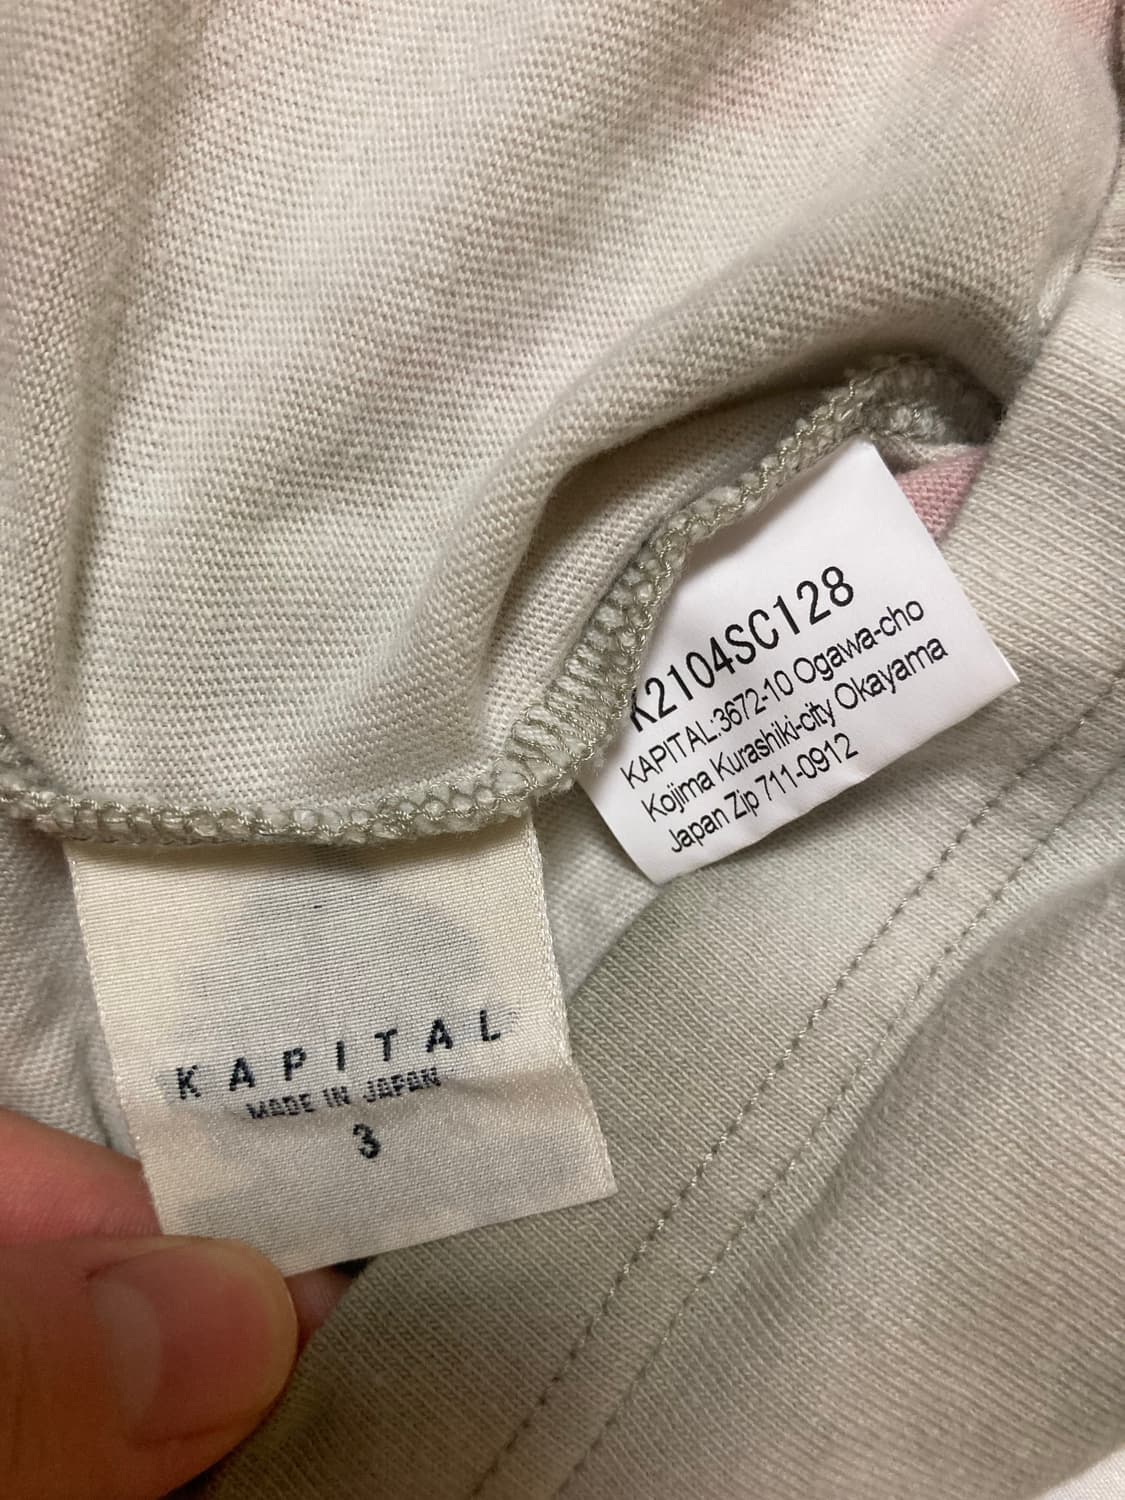 K2104SC128
KAPITAL:3672-10 Ogawa-cho
Kojima Kurashiki-city Okayama
Japan Zip 711-0912
KAPITAL
MADE IN JAPAN
3